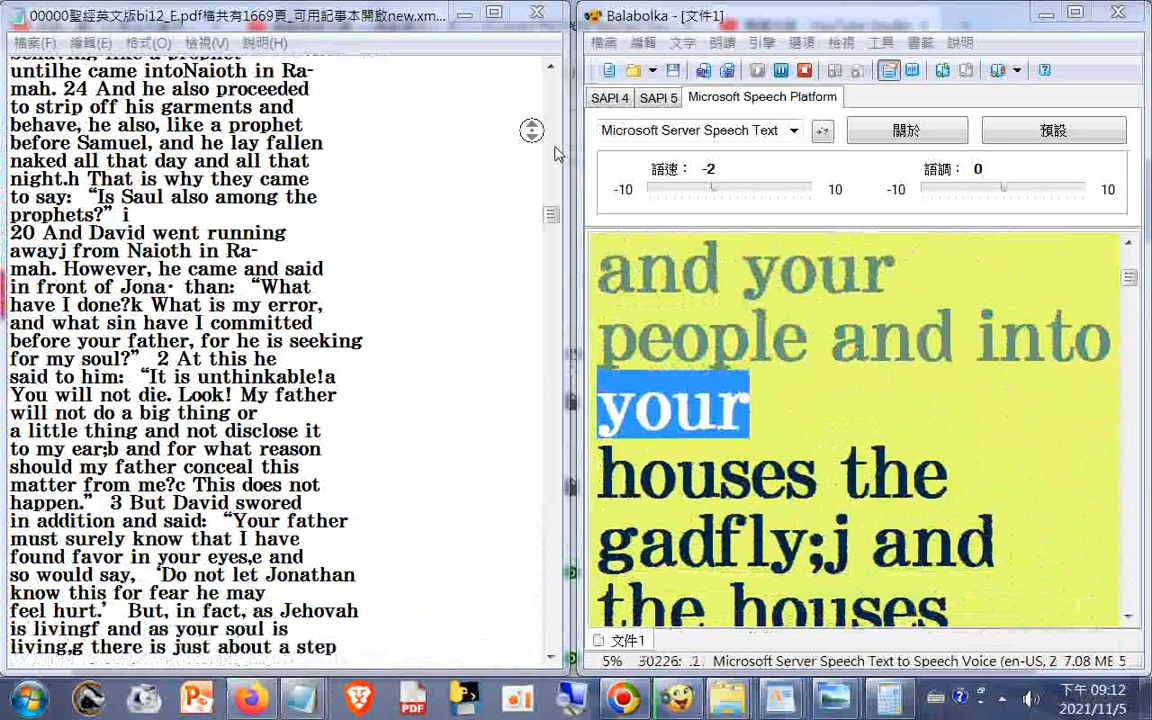 00000聖經英文版bi12_E.pdf檔共有1669頁_可用記事本開啟new.xm...
檔案(F) 編輯(E) 格式(O) 檢視(V) 說明(H)
behaving like a prophet
untilhe came intoNaioth in Ra-
mah. 24 And he also proceeded
to strip off his garments and
behave, he also, like a prophet
before Samuel, and he lay fallen
naked all that day and all that
night.h That is why they came
to say: “Is Saul also among the
prophets?” i
20 And David went running
awayj from Naioth in Ra-
mah. However, he came and said
in front of Jona· than: “What
have I done?k What is my error,
and what sin have I committed
before your father, for he is seeking
for my soul?” 2 At this he
said to him: “It is unthinkable!a
You will not die. Look! My father
will not do a big thing or
a little thing and not disclose it
to my ear;b and for what reason
should my father conceal this
matter from me?c This does not
happen.” 3 But David swored
in addition and said: “Your father
must surely know that I have
found favor in your eyes,e and
so would say, ‘Do not let Jonathan
know this for fear he may
feel hurt.’ But, in fact, as Jehovah
is livingf and as your soul is
living,g there is just about a step
Balabolka - [文件1]
檔案 編輯 文字 朗讀 引擎 選項 檢視 工具 書籤 說明
SAPI 4 SAPI 5 Microsoft Speech Platform
Microsoft Server Speech Text 關於 預設
語速: -2 語調: 0
-10 10 -10 10
and your
people and into
your
houses the
gadfly;j and
the houses
文件1
5% 30226: 1. Microsoft Server Speech Text to Speech Voice (en-US, 2 7.08 MB 5
PDF
下午 09:12
2021/11/5